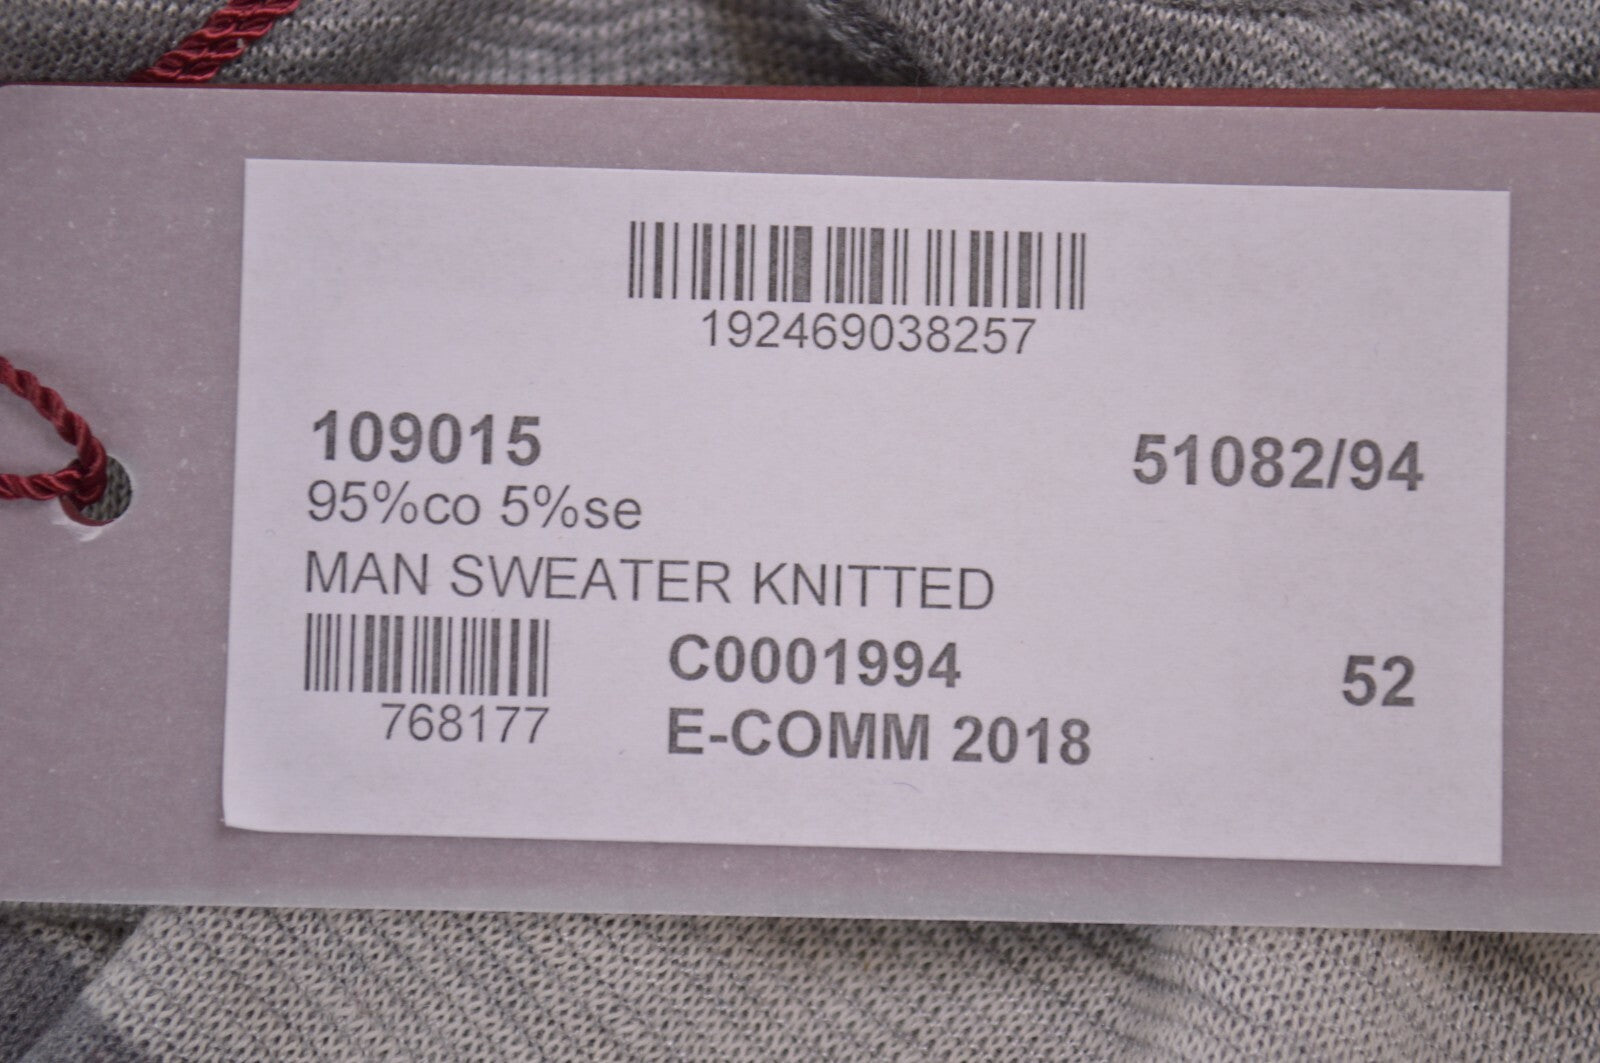 192469038257
109015 51082/94
95%co 5%se
MAN SWEATER KNITTED
C0001994 52
768177 E-COMM 2018